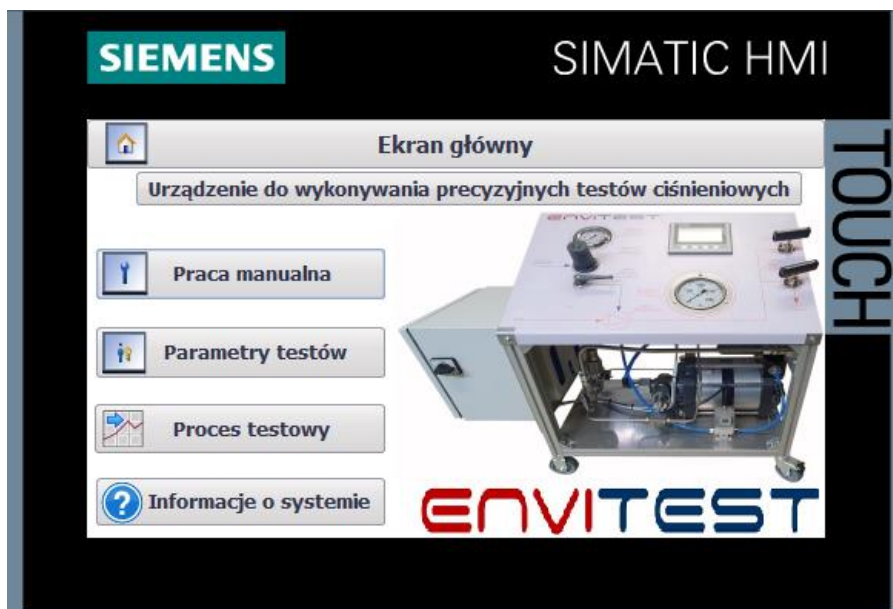 SIEMENS
SIMATIC HMI
TOUCH
Ekran główny
Urządzenie do wykonywania precyzyjnych testów ciśnieniowych
ENVITEST
Praca manualna
Parametry testów
Proces testowy
Informacje o systemie
ENVITEST